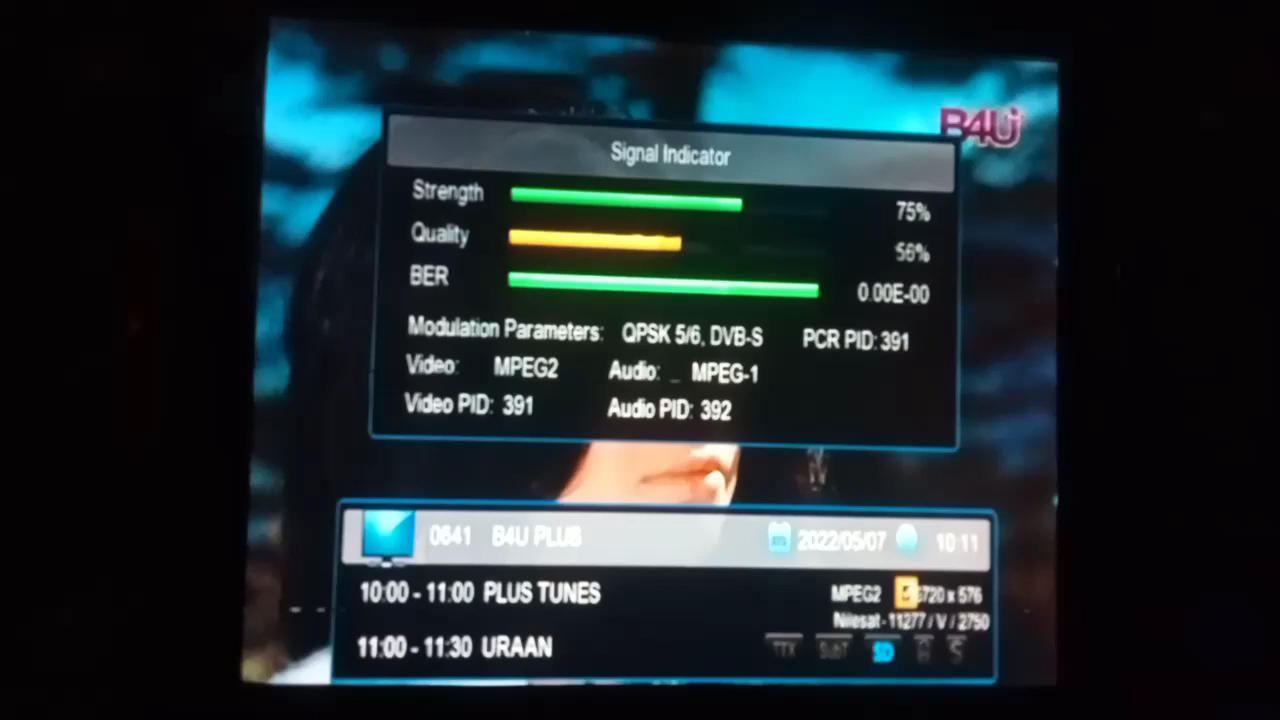 B4U
Signal Indicator
Strength 75%
Quality 56%
BER 0.00E-00
Modulation Parameters: QPSK 5/6, DVB-S PCR PID: 391
Video: MPEG2 Audio: _ MPEG-1
Video PID: 391 Audio PID: 392
0641 B4U PLUS 2022/05/07 10:11
10:00 - 11:00 PLUS TUNES MPEG2 720 x 576
Nilesat - 11277 / V / 2750
11:00 - 11:30 URAAN TTX SubT SD